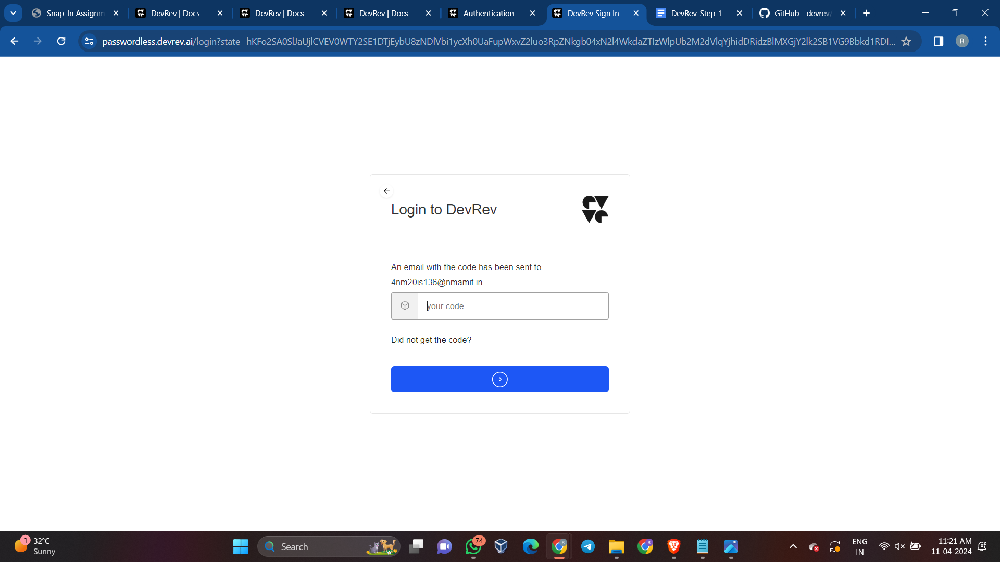 Snap-In Assignm
DevRev | Docs
DevRev | Docs
DevRev | Docs
Authentication –
DevRev Sign In
DevRev_Step-1 -
GitHub - devrev/
passwordless.devrev.ai/login?state=hKFo2SA0SlJaUjlCVEV0WTY2SE1DTjEybU8zNDlVbi1ycXh0UaFupWxvZ2luo3RpZNkgb04xN2l4WkdaZTIzWlpUb2M2dVlqYjhidDRidzBlMXGjY2lk2SB1VG9Bbkd1RDI...
R
Login to DevRev
An email with the code has been sent to
4nm20is136@nmamit.in.
your code
Did not get the code?
1
32°C
Sunny
Search
74
R
R
ENG
IN
11:21 AM
11-04-2024